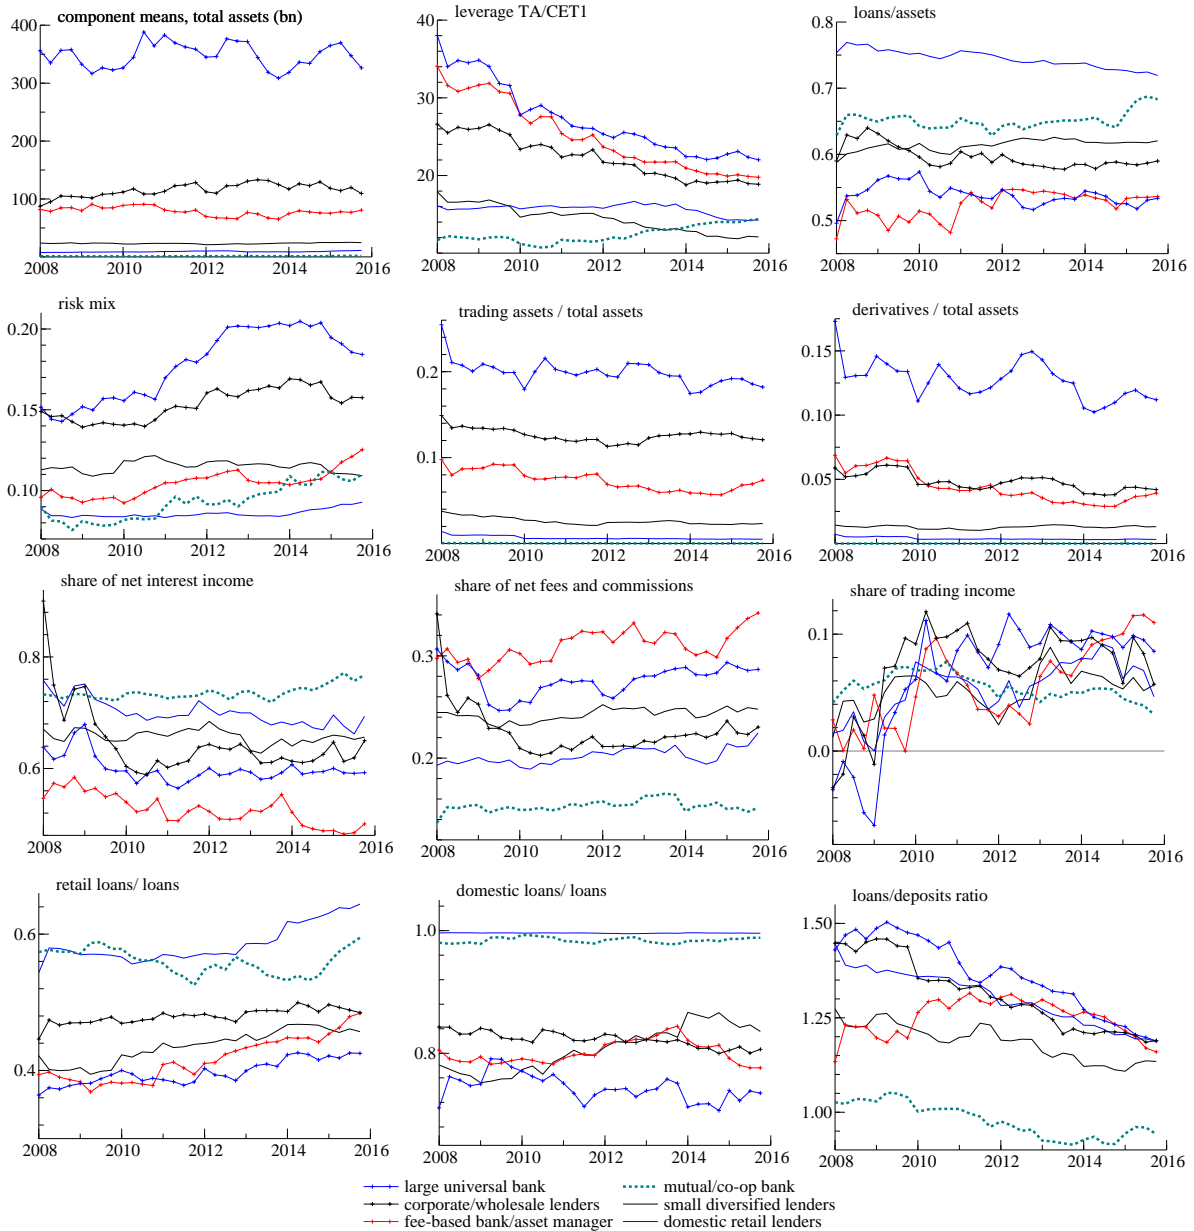 component means, total assets (bn)
400
300
200
100
2008 2010 2012 2014 2016
leverage TA/CET1
40
30
20
2008 2010 2012 2014 2016
loans/assets
0.8
0.7
0.6
0.5
2008 2010 2012 2014 2016
risk mix
0.20
0.15
0.10
2008 2010 2012 2014 2016
trading assets / total assets
0.2
0.1
2008 2010 2012 2014 2016
derivatives / total assets
0.15
0.10
0.05
2008 2010 2012 2014 2016
share of net interest income
0.8
0.6
2008 2010 2012 2014 2016
share of net fees and commissions
0.3
0.2
2008 2010 2012 2014 2016
share of trading income
0.1
0.0
2008 2010 2012 2014 2016
retail loans/ loans
0.6
0.4
2008 2010 2012 2014 2016
domestic loans/ loans
1.0
0.8
2008 2010 2012 2014 2016
loans/deposits ratio
1.50
1.25
1.00
2008 2010 2012 2014 2016
large universal bank
corporate/wholesale lenders
fee-based bank/asset manager
mutual/co-op bank
small diversified lenders
domestic retail lenders